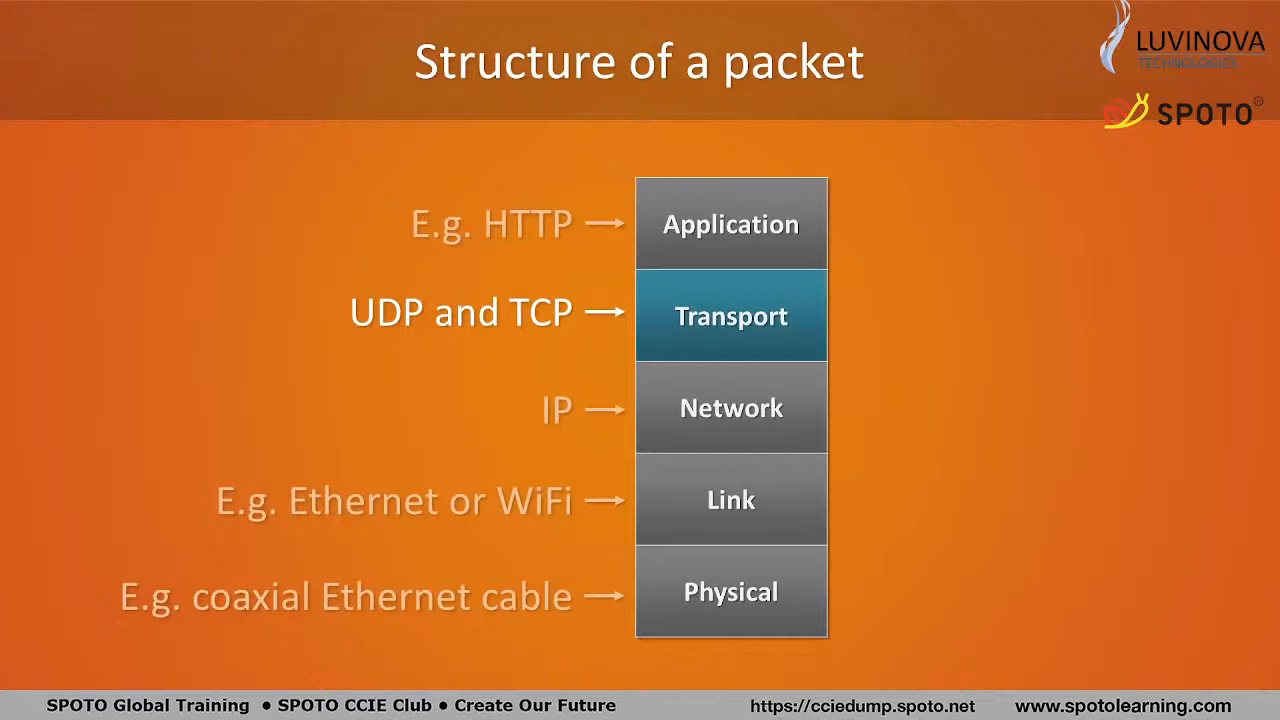 Structure of a packet
LUVINOVA
TECHNOLOGIES
SPOTO®
E.g. HTTP → Application
UDP and TCP → Transport
IP → Network
E.g. Ethernet or WiFi → Link
E.g. coaxial Ethernet cable → Physical
SPOTO Global Training ● SPOTO CCIE Club ● Create Our Future https://cciedump.spoto.net www.spotolearning.com